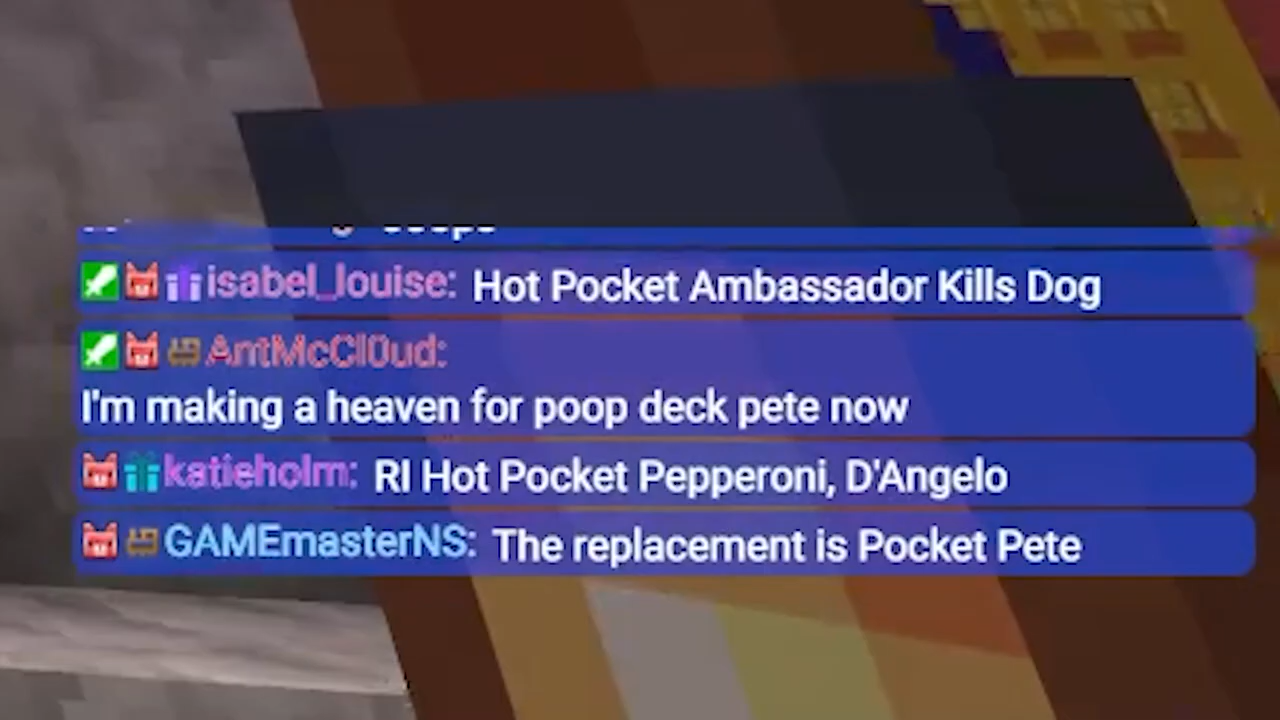 isabel_louise: Hot Pocket Ambassador Kills Dog
AntMcCl0ud:
I'm making a heaven for poop deck pete now
katieholm: RI Hot Pocket Pepperoni, D'Angelo
GAMEmasterNS: The replacement is Pocket Pete